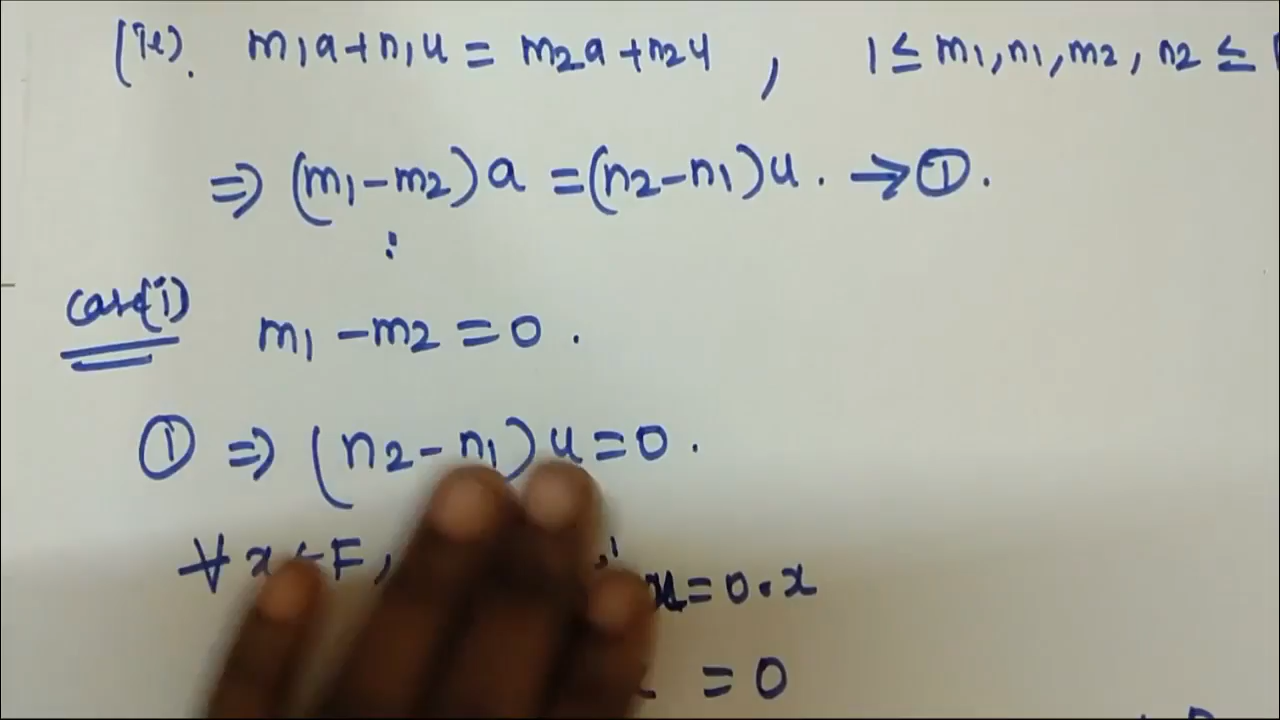 (ie). m1a+n1u = m2a+n2u , 1 ≤ m1,n1,m2, n2 ≤
⇒ (m1-m2)a = (n2-n1)u. → ①.
case(i) m1 - m2 = 0 .
① ⇒ (n2-n1)u = 0 .
∀ x ∈ F, = 0.x
= 0